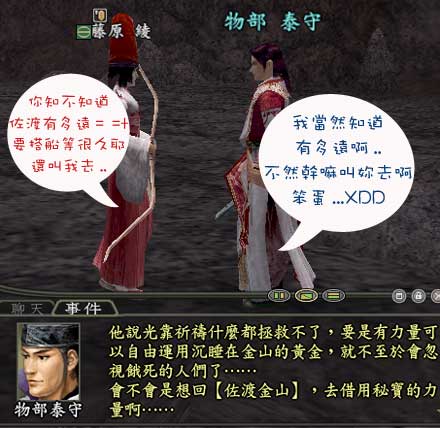 物部 泰守
藤原 綾
你知不知道
佐渡有多遠= =十
要搭船等很久耶
還叫我去..
我當然知道
有多遠啊..
不然幹嘛叫妳去啊
笨蛋...XDD
聊天
事件
他說光靠祈禱什麼都拯救不了，要是有力量可
以自由運用沉睡在金山的黃金，就不至於會忽
視餓死的人們了……
會不會是想回【佐渡金山】，去借用秘寶的力
量啊……
物部泰守